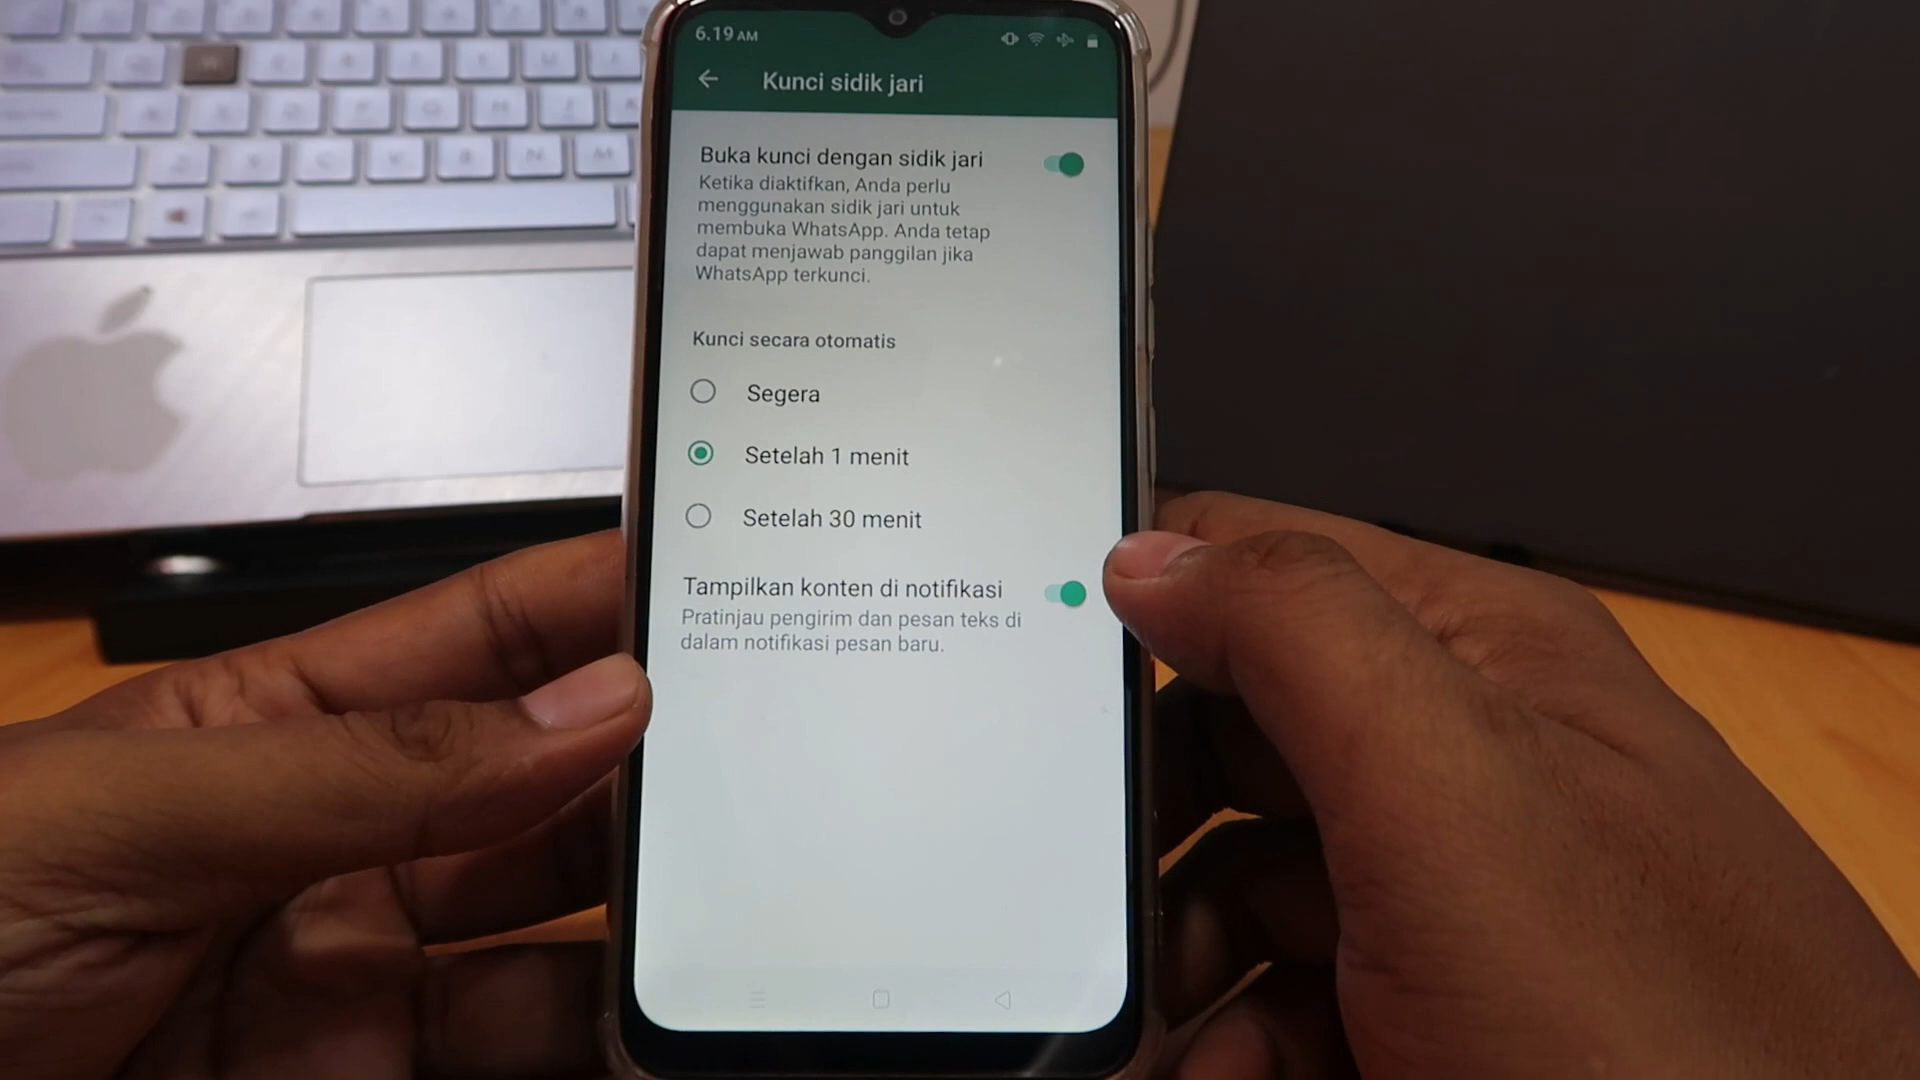 6.19 AM
Kunci sidik jari
Buka kunci dengan sidik jari
Ketika diaktifkan, Anda perlu
menggunakan sidik jari untuk
membuka WhatsApp. Anda tetap
dapat menjawab panggilan jika
WhatsApp terkunci.
Kunci secara otomatis
Segera
Setelah 1 menit
Setelah 30 menit
Tampilkan konten di notifikasi
Pratinjau pengirim dan pesan teks di
dalam notifikasi pesan baru.